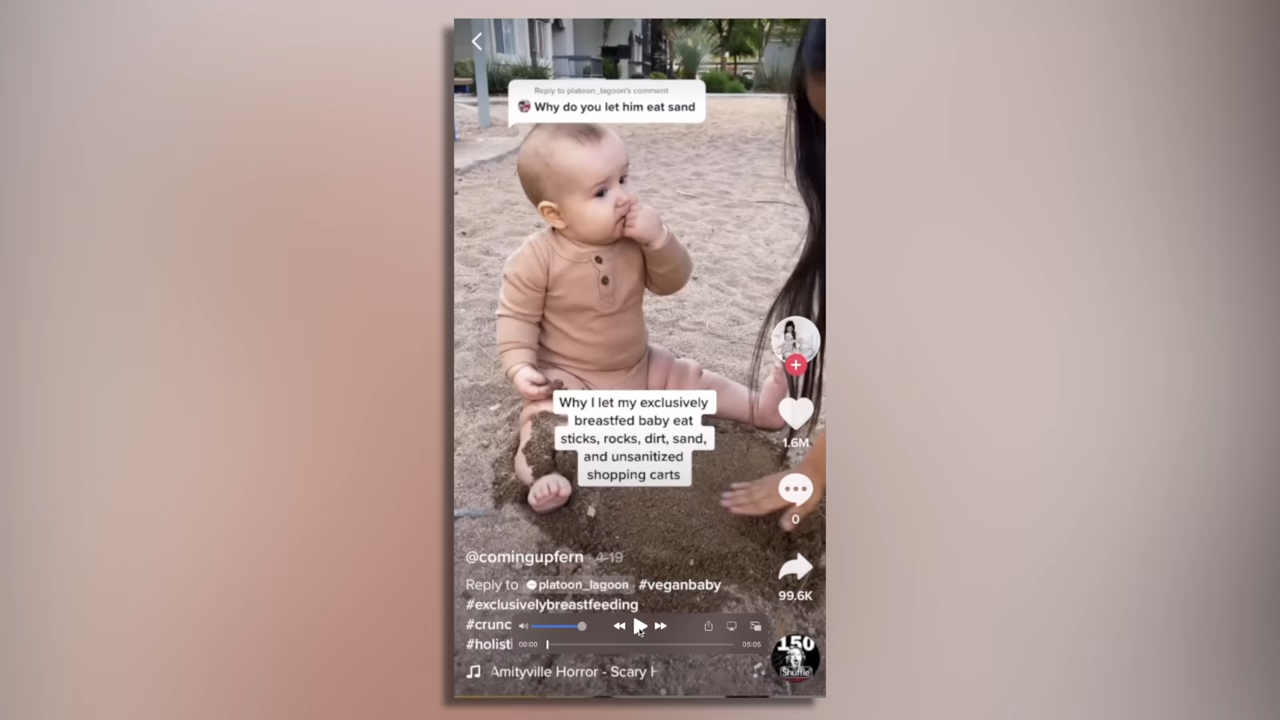 Reply to platoon_lagoon's comment
Why do you let him eat sand
Why I let my exclusively
breastfed baby eat
sticks, rocks, dirt, sand,
and unsanitized
shopping carts
1.6M
0
@comingupfern · 4-19
Reply to platoon_lagoon #veganbaby
#exclusivelybreastfeeding
#crunc
#holisti
99.6K
00:00
05:05
150
Shuffle
Amityville Horror - Scary H